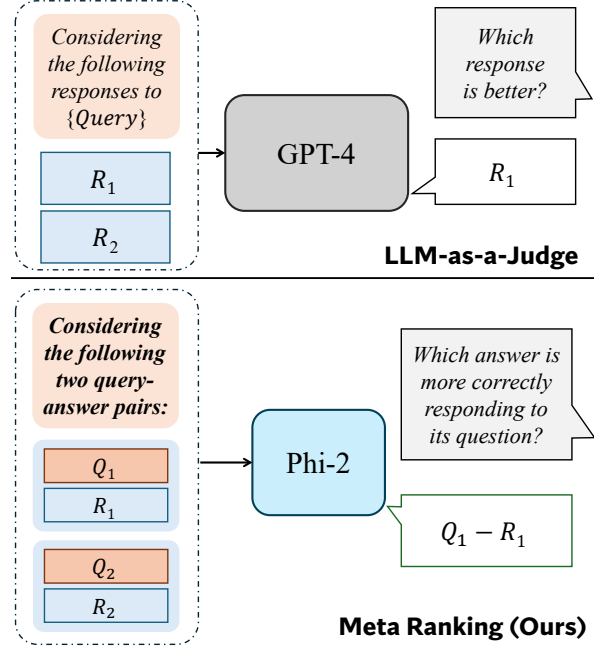 Considering
the following
responses to
{Query}
R₁
R₂
GPT-4
Which
response
is better?
R₁
LLM-as-a-Judge
Considering
the following
two query-
answer pairs:
Q₁
R₁
Q₂
R₂
Phi-2
Which answer is
more correctly
responding to
its question?
Q₁ − R₁
Meta Ranking (Ours)